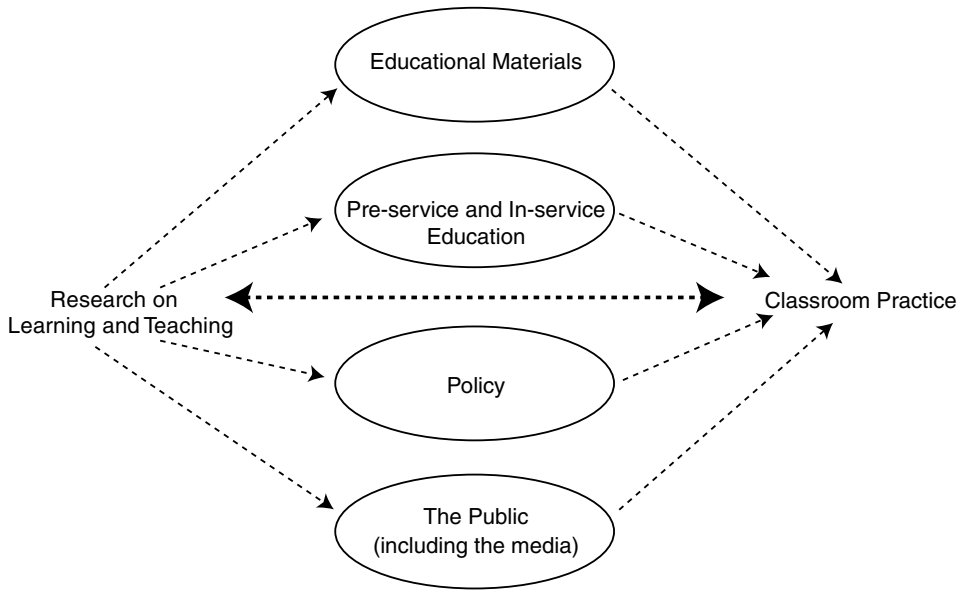 Educational Materials
Pre-service and In-service
Education
Research on
Learning and Teaching
Classroom Practice
Policy
The Public
(including the media)